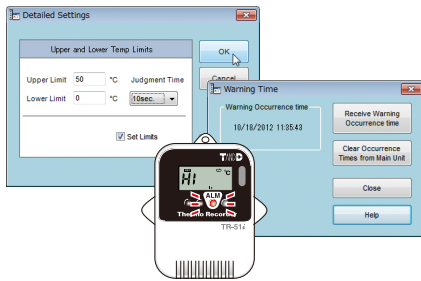 Detailed Settings
Upper and Lower Temp Limits
Upper Limit 50 °C Judgment Time
Lower Limit 0 °C 10sec.
Set Limits
OK
Cancel
Warning Time
Warning Occurrence time
10/18/2012 11:35:43
Receive Warning
Occurrence time
Clear Occurrence
Times from Main Unit
Close
Help
T AND D
Hi
°C
ALM
Thermo Recorder
TR-51i